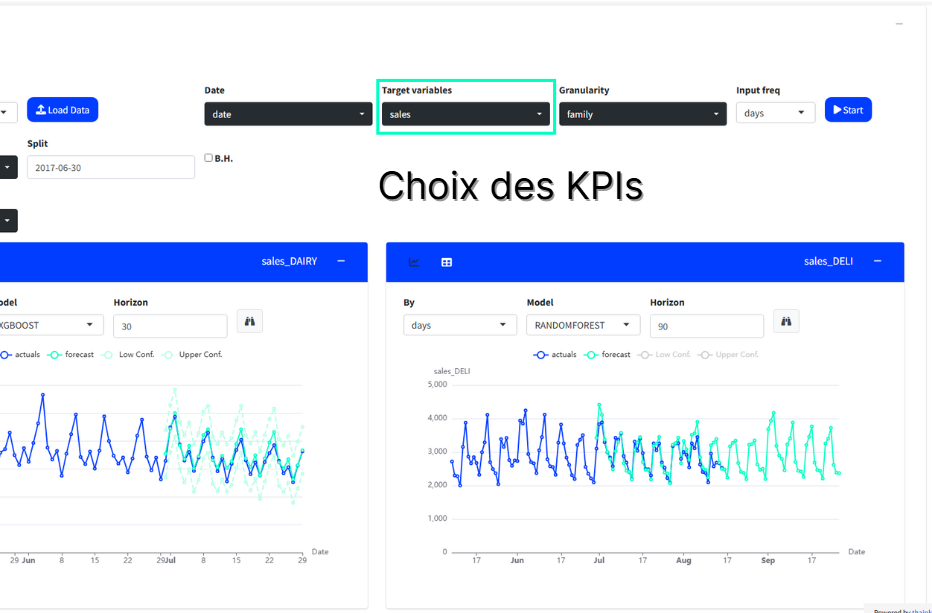 Date
Target variables
Granularity
Input freq
Load Data
date
sales
family
days
Start
Split
2017-06-30
B.H.
Choix des KPIs
sales_DAIRY
Horizon
XGBOOST
30
actuals
forecast
Low Conf.
Upper Conf.
29 Jun 8 15 22 29 Jul 8 15 22 29
Date
sales_DELI
By
Model
Horizon
days
RANDOMFOREST
90
actuals
forecast
Low Conf.
Upper Conf.
sales_DELI
5,000
4,000
3,000
2,000
1,000
0
17 Jun 17 Jul 17 Aug 17 Sep 17
Date
Powered by